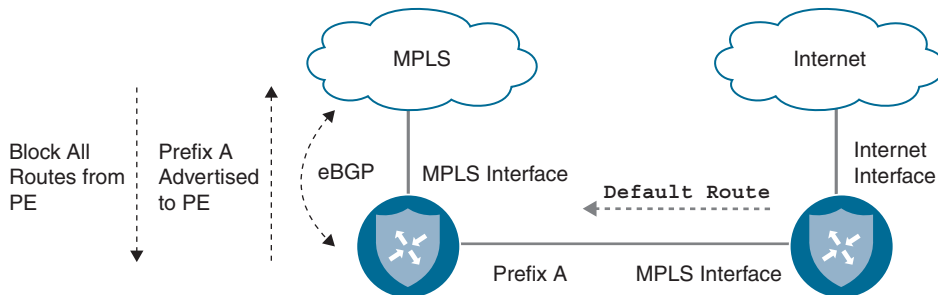 MPLS
Internet
Block All
Routes from
PE
Prefix A
Advertised
to PE
eBGP
MPLS Interface
Internet
Interface
Default Route
Prefix A
MPLS Interface